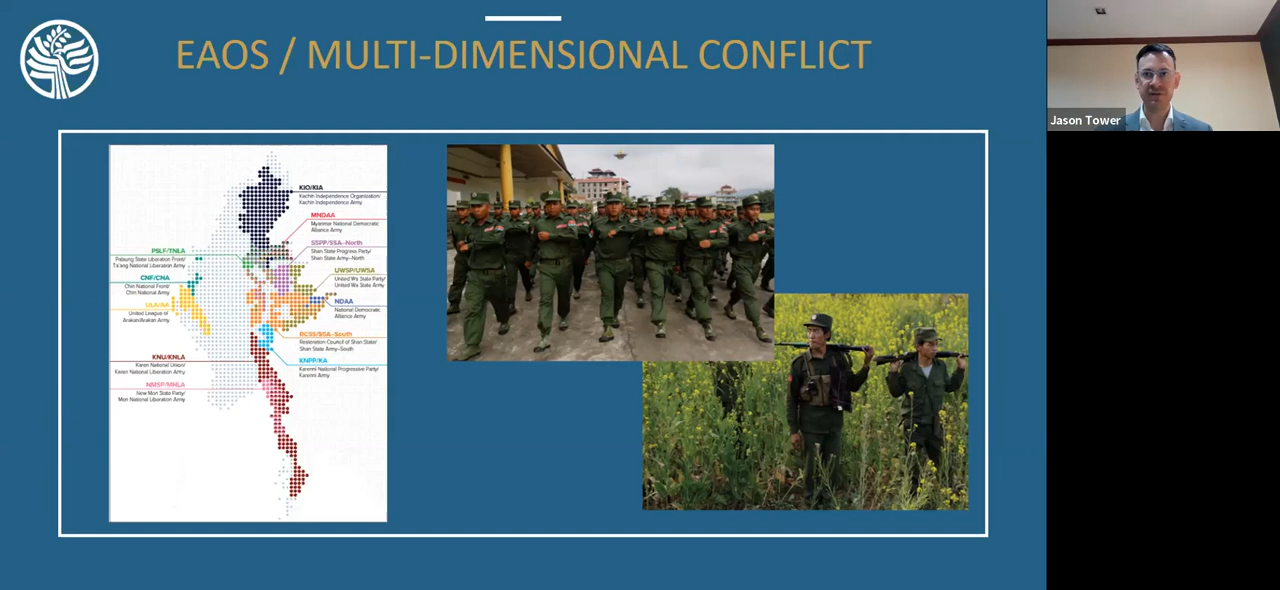 EAOS / MULTI-DIMENSIONAL CONFLICT
Jason Tower
KIO/KIA
Kachin Independence Organization/
Kachin Independence Army
MNDAA
Myanmar National Democratic
Alliance Army
SSPP/SSA–North
Shan State Progress Party/
Shan State Army–North
PSLF/TNLA
Palaung State Liberation Front/
Ta'ang National Liberation Army
UWSP/UWSA
United Wa State Party/
United Wa State Army
CNF/CNA
Chin National Front/
Chin National Army
NDAA
National Democratic
Alliance Army
ULA/AA
United League of
Arakan/Arakan Army
RCSS/SSA–South
Restoration Council of Shan State/
Shan State Army–South
KNU/KNLA
Karen National Union/
Karen National Liberation Army
KNPP/KA
Karenni National Progressive Party/
Karenni Army
NMSP/MNLA
New Mon State Party/
Mon National Liberation Army